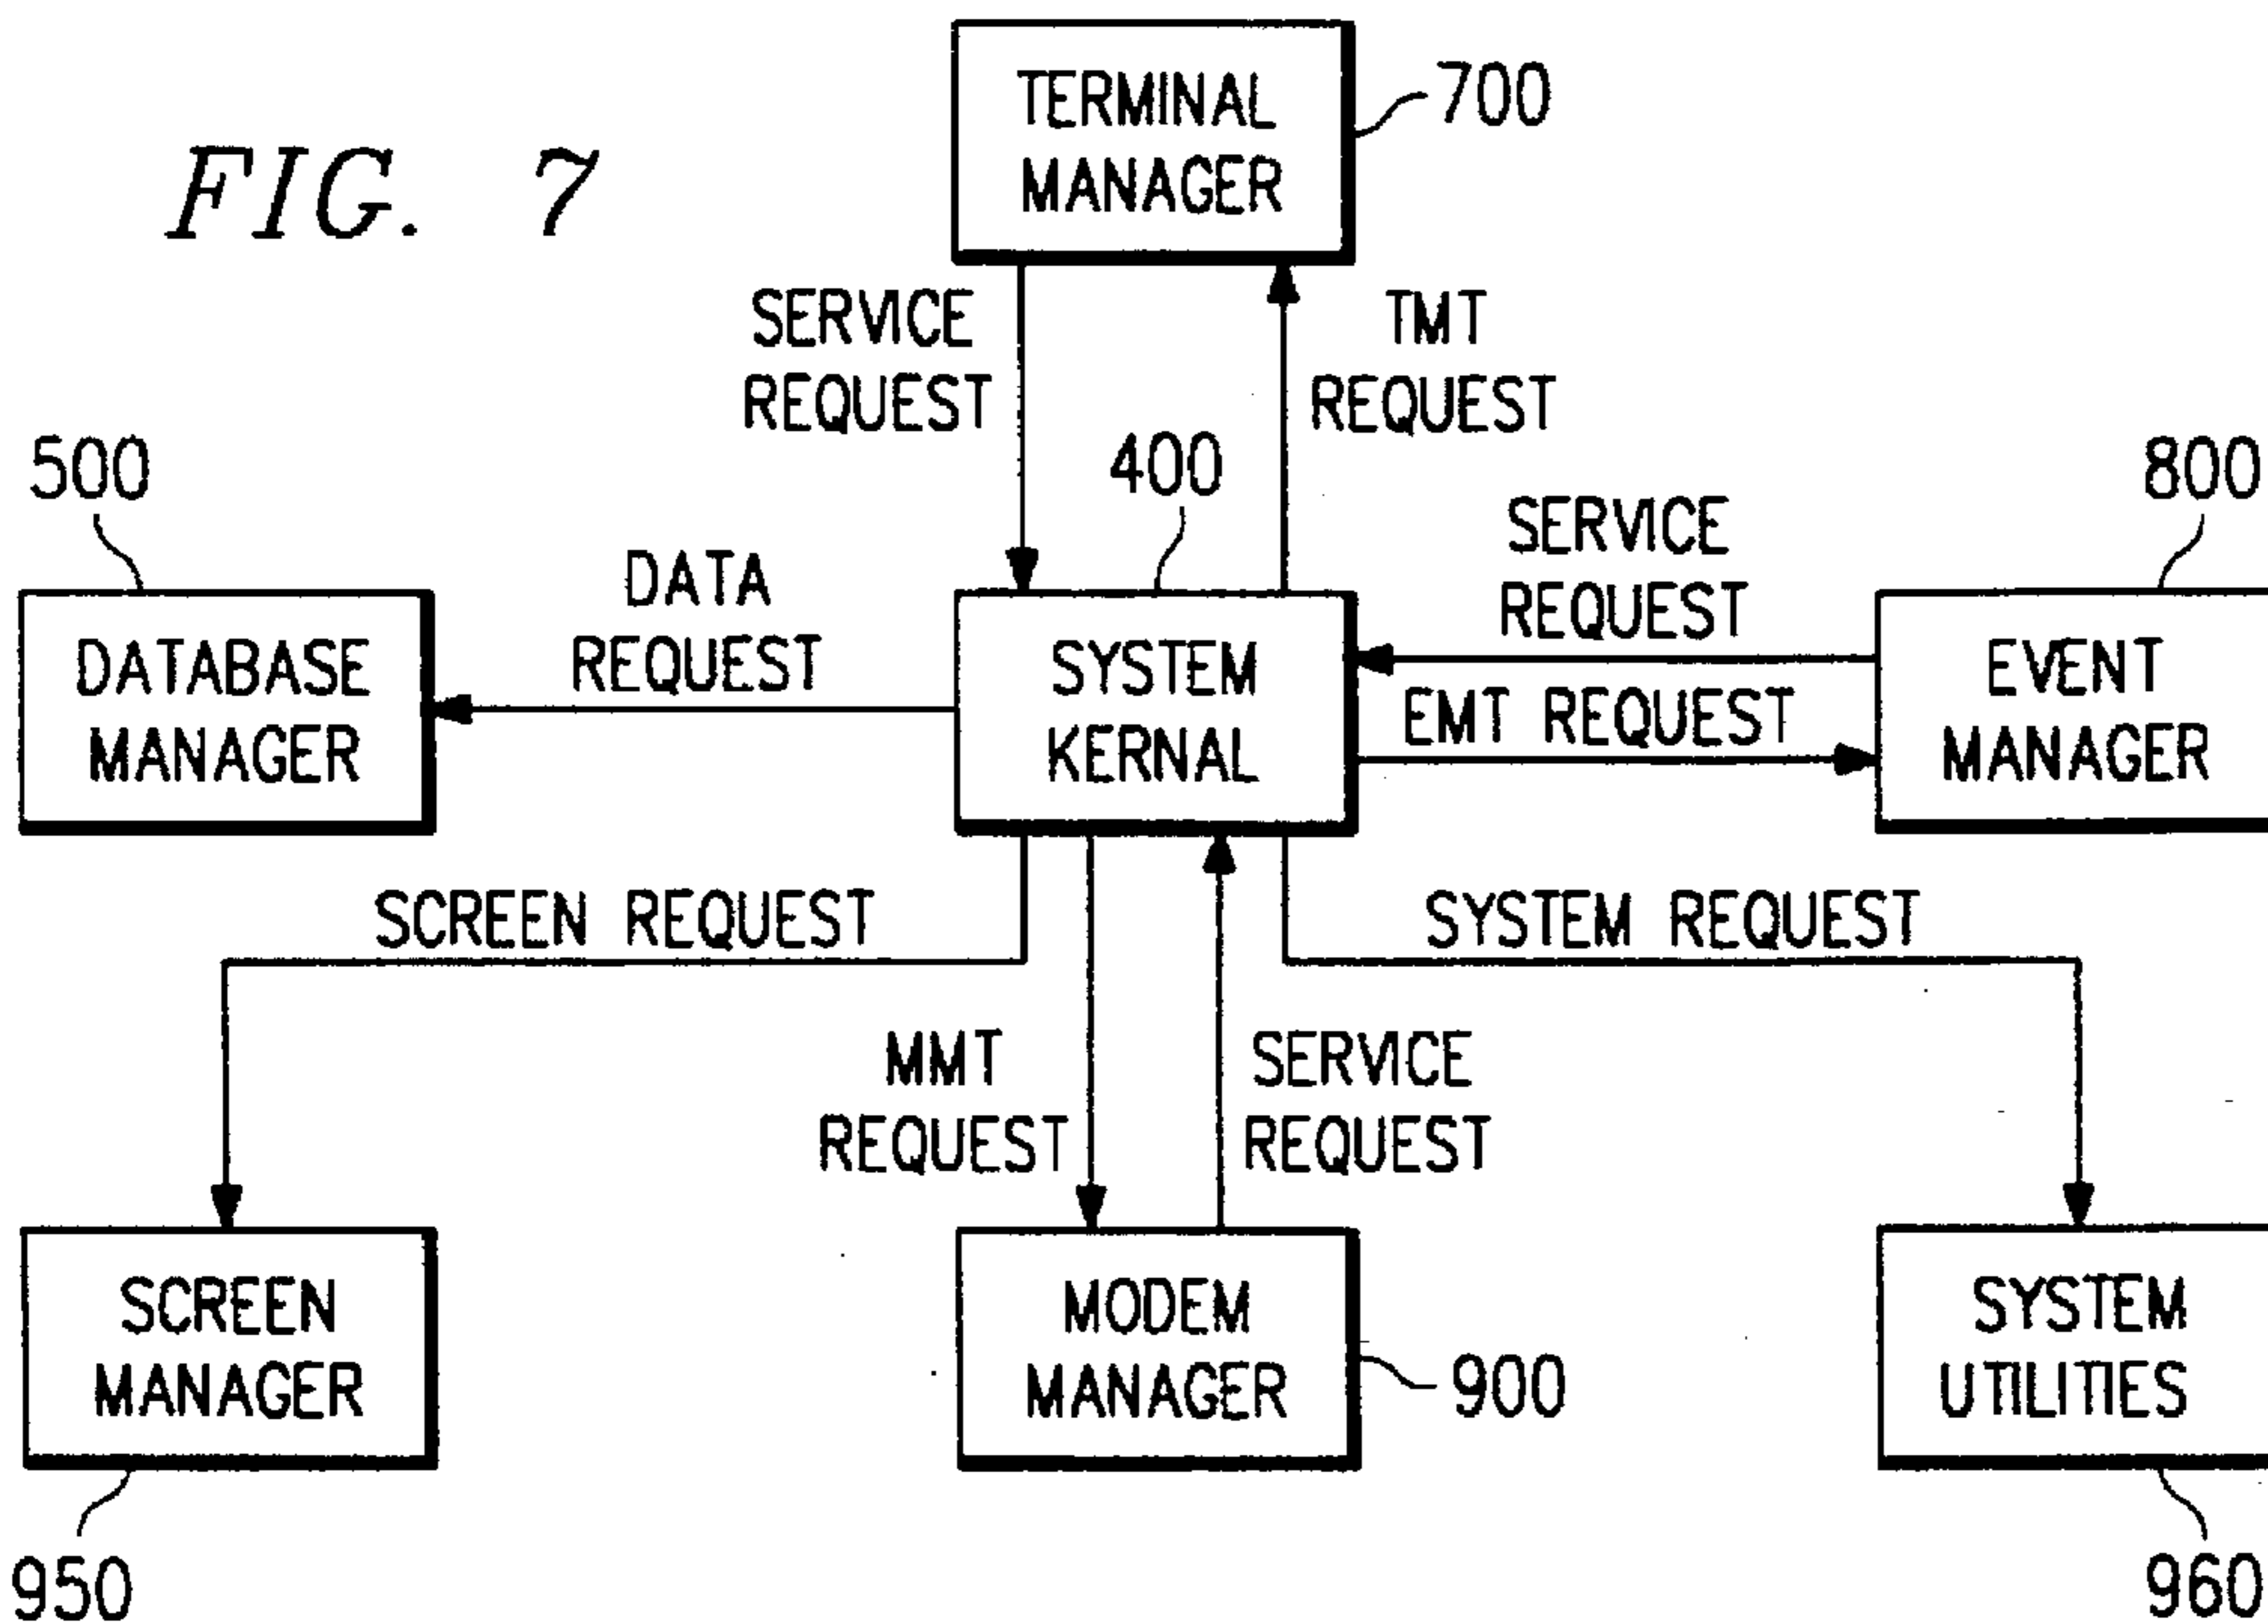 FIG. 7
TERMINAL
MANAGER
700
SERVICE
REQUEST
TMT
REQUEST
500
400
800
DATA
REQUEST
SERVICE
REQUEST
DATABASE
MANAGER
SYSTEM
KERNAL
EMT REQUEST
EVENT
MANAGER
SCREEN REQUEST
SYSTEM REQUEST
MMT
REQUEST
SERVICE
REQUEST
SCREEN
MANAGER
MODEM
MANAGER
900
SYSTEM
UTILITIES
950
960